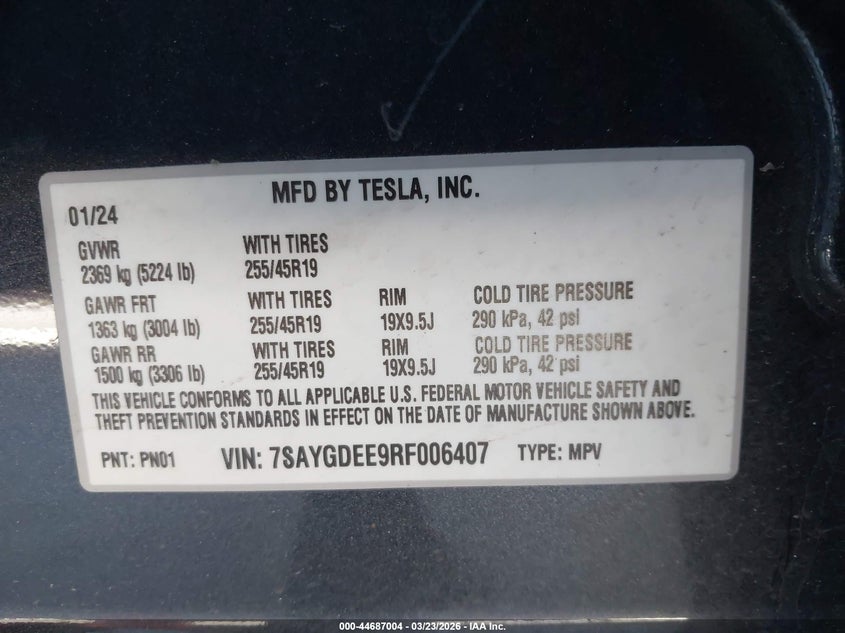 MFD BY TESLA, INC.
01/24
GVWR WITH TIRES
2369 kg (5224 lb) 255/45R19
GAWR FRT WITH TIRES RIM COLD TIRE PRESSURE
1363 kg (3004 lb) 255/45R19 19X9.5J 290 kPa, 42 psi
GAWR RR WITH TIRES RIM COLD TIRE PRESSURE
1500 kg (3306 lb) 255/45R19 19X9.5J 290 kPa, 42 psi
THIS VEHICLE CONFORMS TO ALL APPLICABLE U.S. FEDERAL MOTOR VEHICLE SAFETY AND
THEFT PREVENTION STANDARDS IN EFFECT ON THE DATE OF MANUFACTURE SHOWN ABOVE.
PNT: PN01 VIN: 7SAYGDEE9RF006407 TYPE: MPV
000-44687004 - 03/23/2026 - IAA Inc.